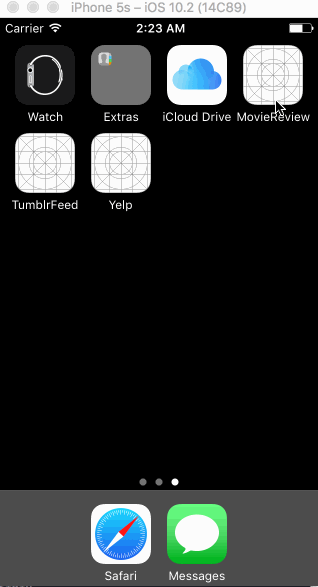 iPhone 5s – iOS 10.2 (14C89)
Carrier 2:23 AM
Watch Extras iCloud Drive MovieReview
TumblrFeed Yelp
Safari Messages